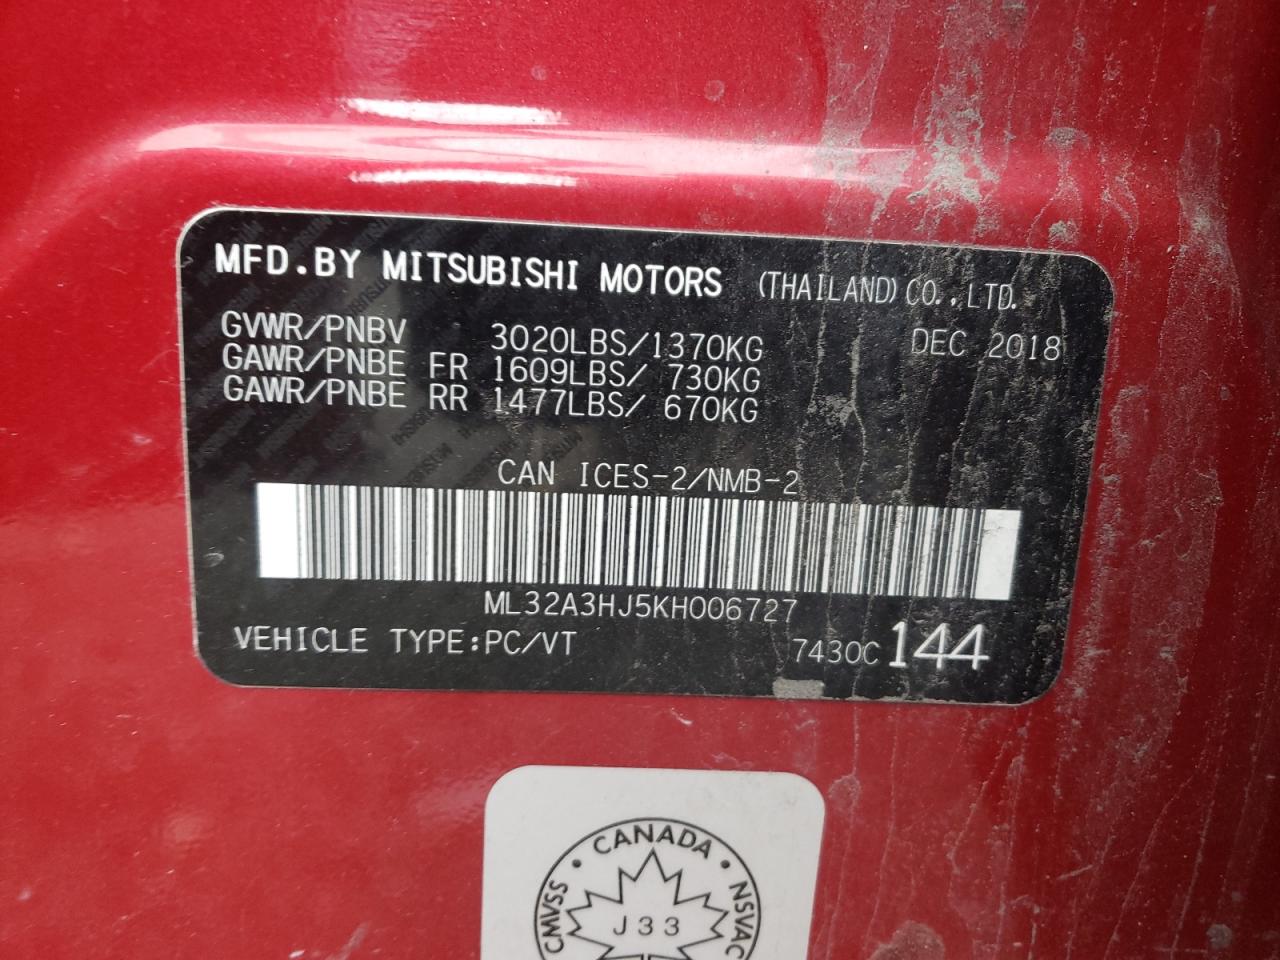 MFD.BY MITSUBISHI MOTORS (THAILAND) CO.,LTD.
GVWR/PNBV 3020LBS/1370KG DEC 2018
GAWR/PNBE FR 1609LBS/ 730KG
GAWR/PNBE RR 1477LBS/ 670KG
CAN ICES-2/NMB-2
ML32A3HJ5KH006727
VEHICLE TYPE:PC/VT 7430C 144
· CANADA ·
CMVSS
NSVAC
J33